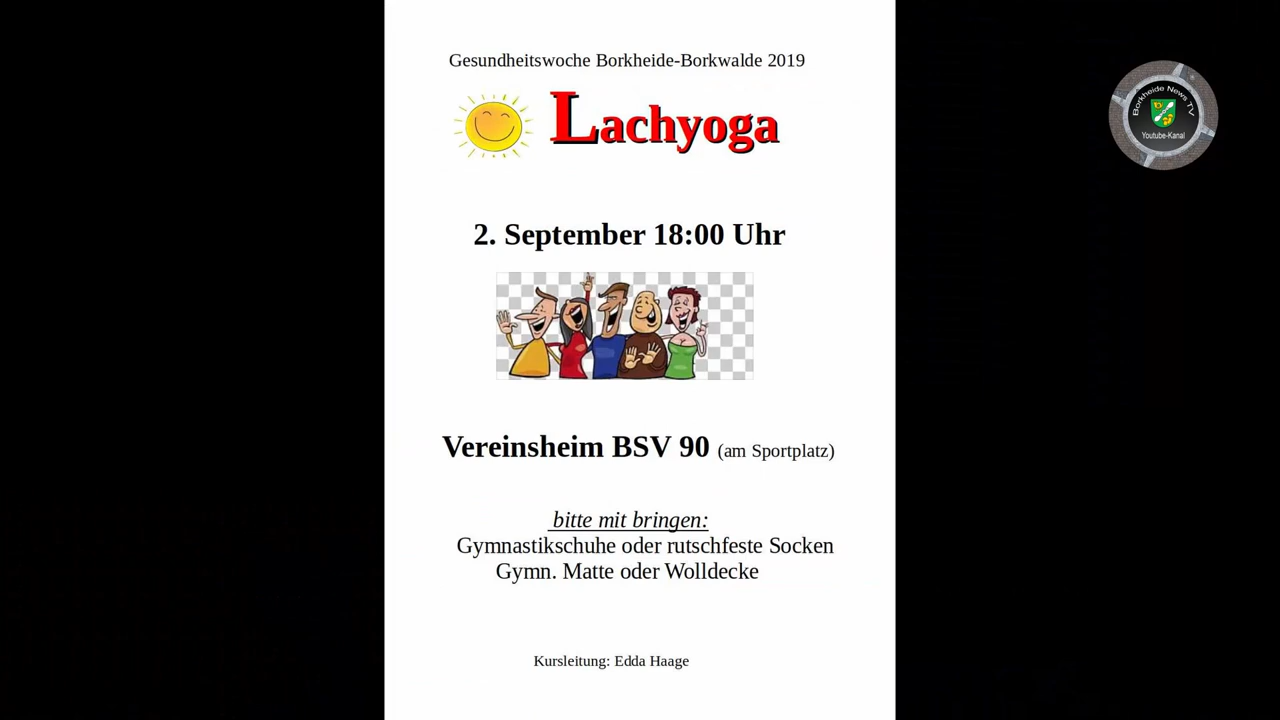 Gesundheitswoche Borkheide-Borkwalde 2019
Lachyoga
2. September 18:00 Uhr
Vereinsheim BSV 90 (am Sportplatz)
bitte mit bringen:
Gymnastikschuhe oder rutschfeste Socken
Gymn. Matte oder Wolldecke
Kursleitung: Edda Haage
Borkheide News TV
Youtube-Kanal